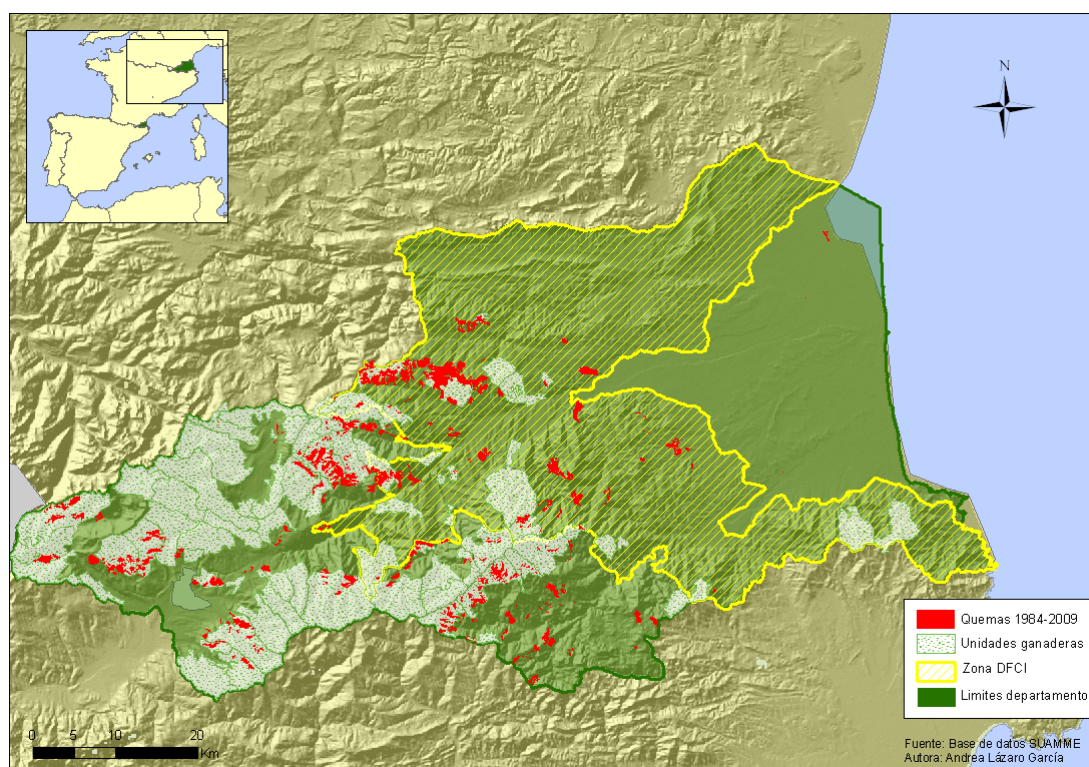 N
Quemas 1984-2009
Unidades ganaderas
Zona DFCI
Limites departamento
0 5 10 20
Km
Fuente: Base de datos SUAMME
Autora: Andrea Lázaro García